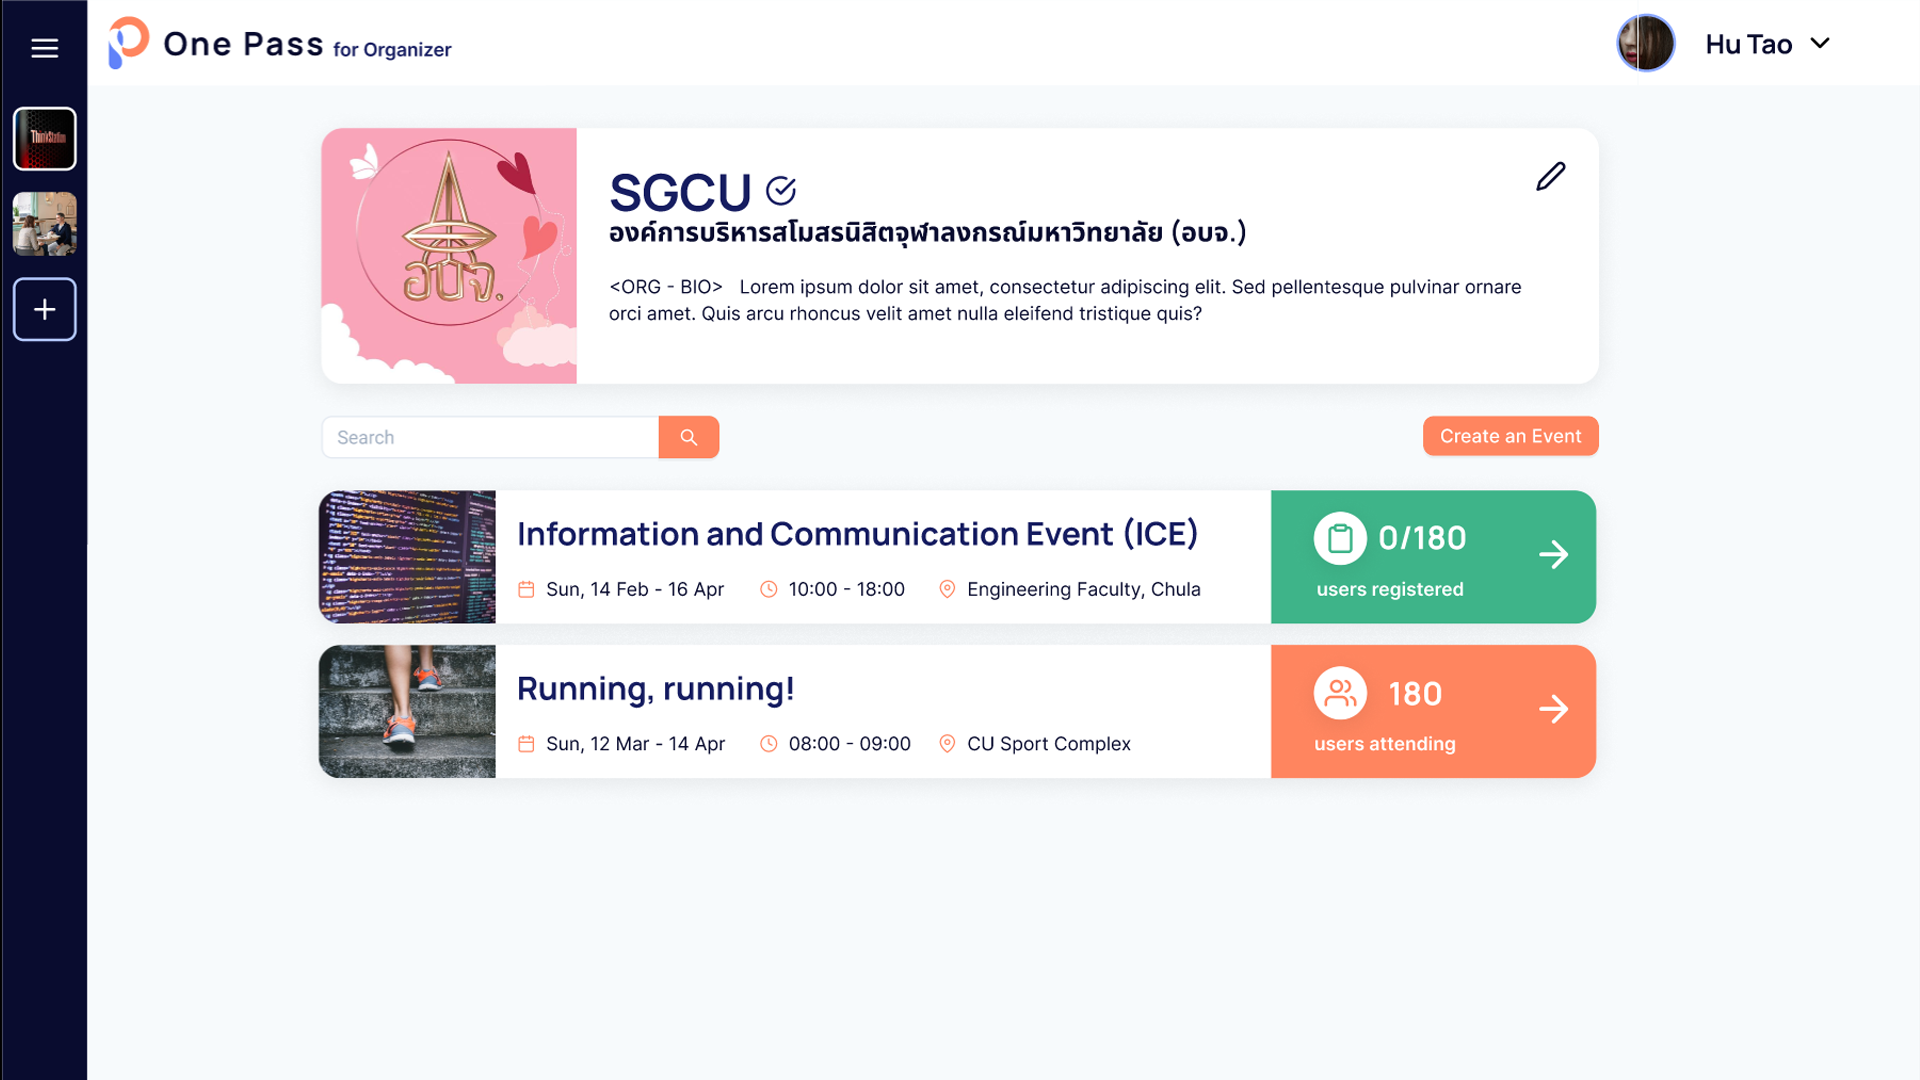 One Pass for Organizer
Hu Tao
ThinkStation
อบจ.
SGCU
องค์การบริหารสโมสรนิสิตจุฬาลงกรณ์มหาวิทยาลัย (อบจ.)
<ORG - BIO> Lorem ipsum dolor sit amet, consectetur adipiscing elit. Sed pellentesque pulvinar ornare
orci amet. Quis arcu rhoncus velit amet nulla eleifend tristique quis?
Search
Create an Event
Information and Communication Event (ICE)
Sun, 14 Feb - 16 Apr 10:00 - 18:00 Engineering Faculty, Chula
0/180
users registered
Running, running!
Sun, 12 Mar - 14 Apr 08:00 - 09:00 CU Sport Complex
180
users attending